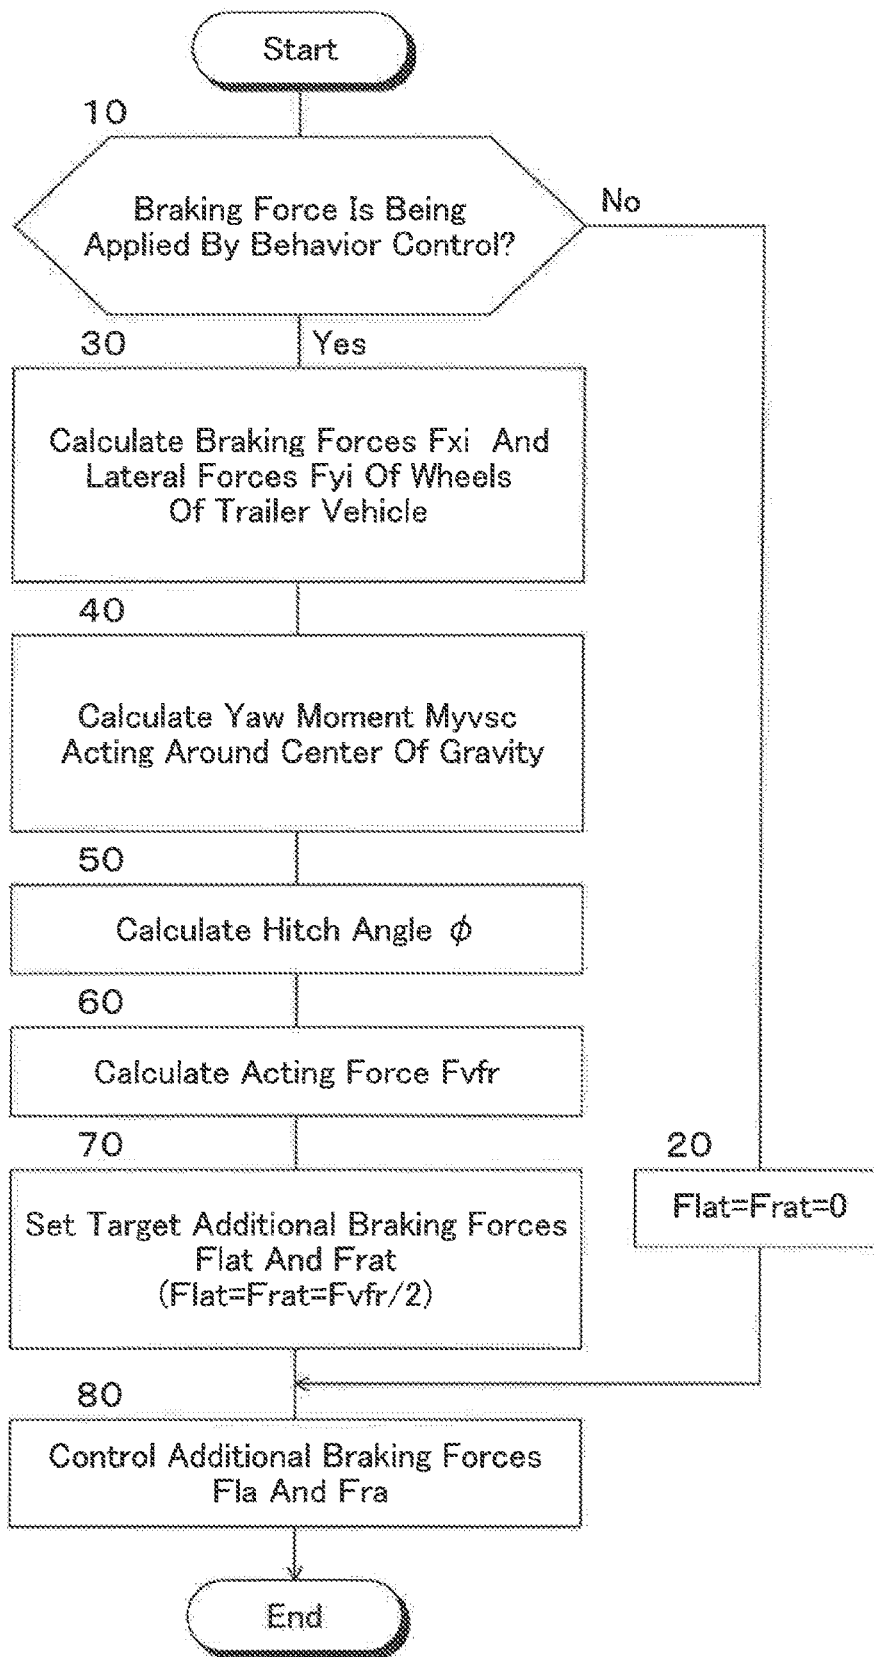 Start
10
Braking Force Is Being
Applied By Behavior Control?
No
Yes
30
Calculate Braking Forces Fxi And
Lateral Forces Fyi Of Wheels
Of Trailer Vehicle
40
Calculate Yaw Moment Myvsc
Acting Around Center Of Gravity
50
Calculate Hitch Angle ϕ
60
Calculate Acting Force Fvfr
70
Set Target Additional Braking Forces
Flat And Frat
(Flat=Frat=Fvfr/2)
20
Flat=Frat=0
80
Control Additional Braking Forces
Fla And Fra
End